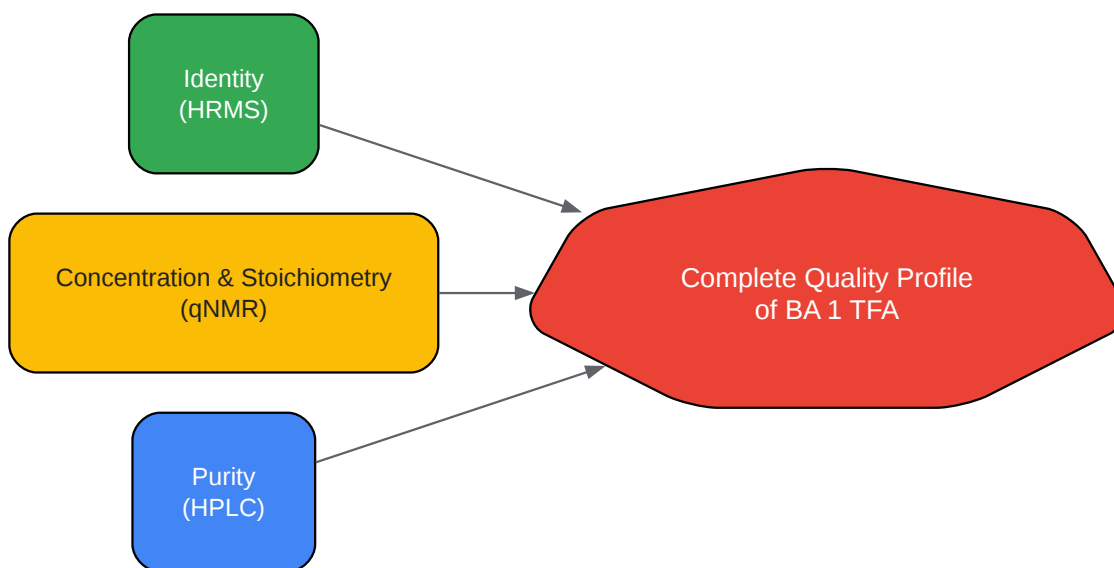 Identity
(HRMS)
Concentration & Stoichiometry
(qNMR)
Complete Quality Profile
of BA 1 TFA
Purity
(HPLC)